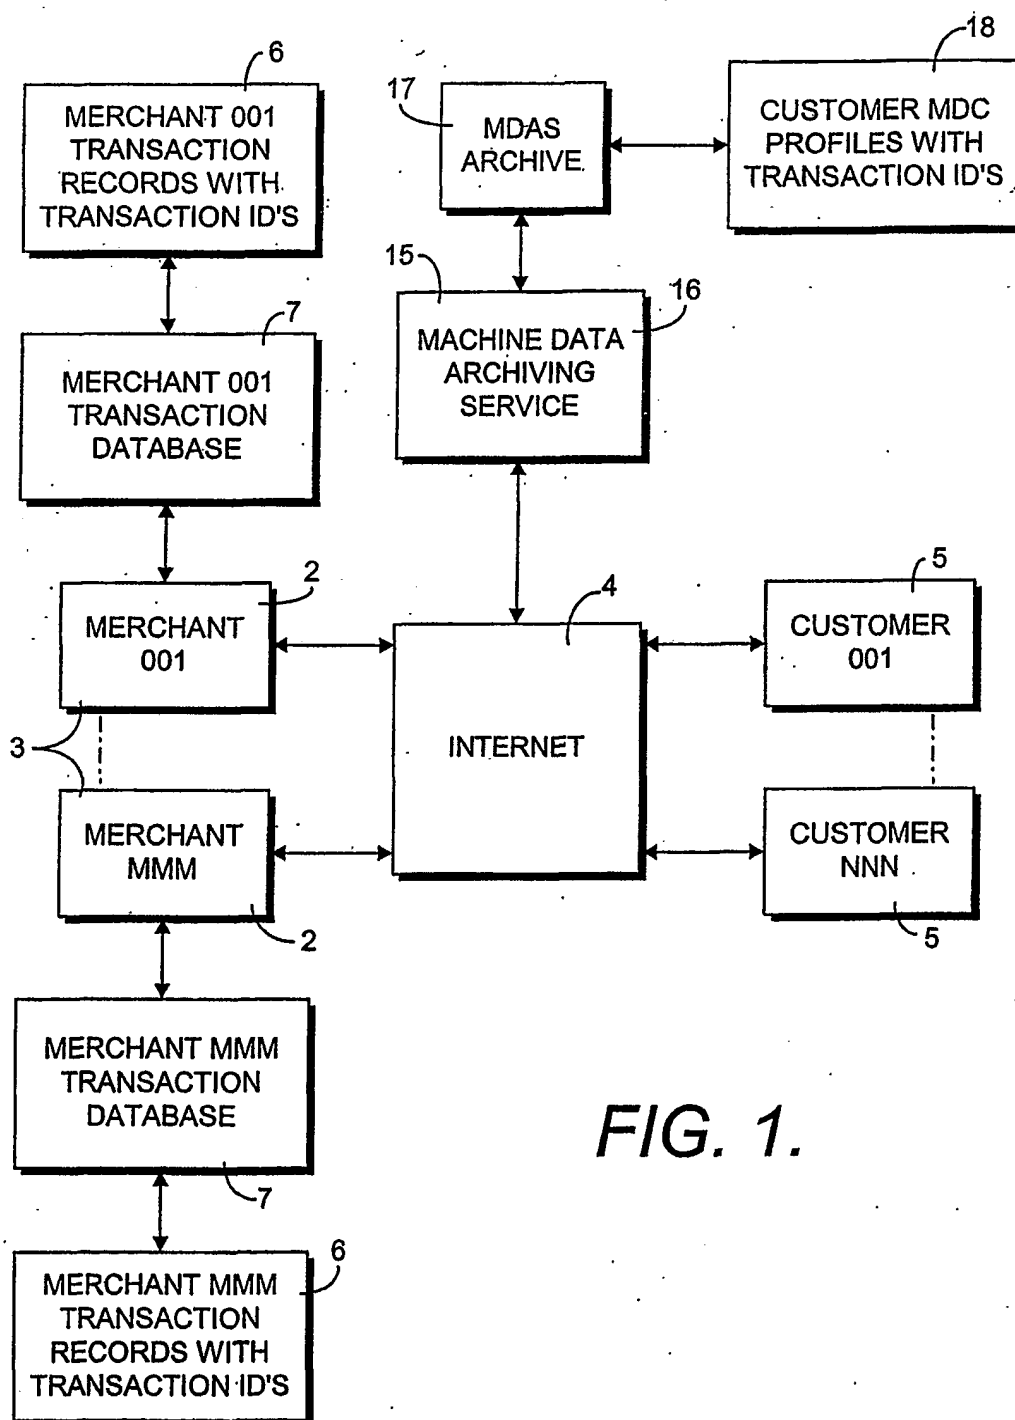 6
MERCHANT 001
TRANSACTION
RECORDS WITH
TRANSACTION ID'S
17
MDAS
ARCHIVE
18
CUSTOMER MDC
PROFILES WITH
TRANSACTION ID'S
7
MERCHANT 001
TRANSACTION
DATABASE
15
16
MACHINE DATA
ARCHIVING
SERVICE
2
MERCHANT
001
4
INTERNET
5
CUSTOMER
001
3
MERCHANT
MMM
2
CUSTOMER
NNN
5
MERCHANT MMM
TRANSACTION
DATABASE
7
FIG. 1.
6
MERCHANT MMM
TRANSACTION
RECORDS WITH
TRANSACTION ID'S